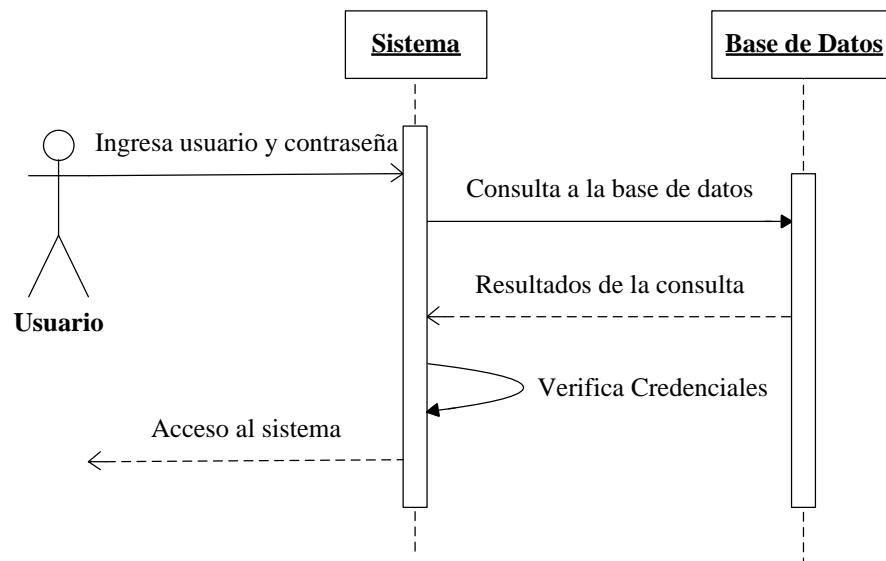 Sistema
Base de Datos
Ingresa usuario y contraseña
Consulta a la base de datos
Resultados de la consulta
Usuario
Verifica Credenciales
Acceso al sistema